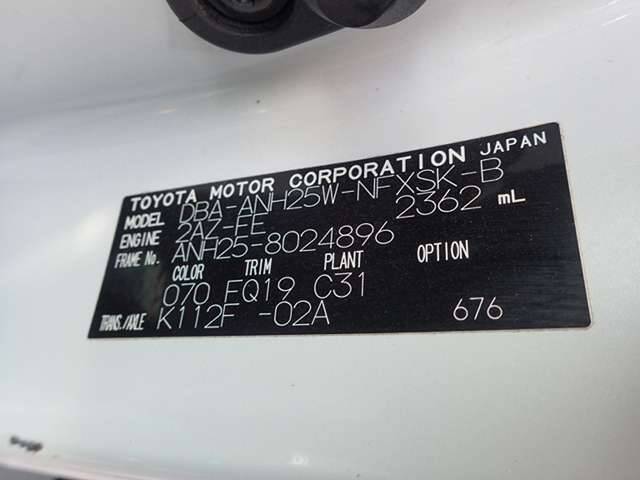 TOYOTA MOTOR CORPORATION JAPAN
MODEL DBA-ANH25W-NFXSK-B
ENGINE 2AZ-FE 2362 mL
FRAME No. ANH25-8024896
COLOR TRIM PLANT OPTION
070 FQ19 C31
TRANS./AXLE K112F -02A 676